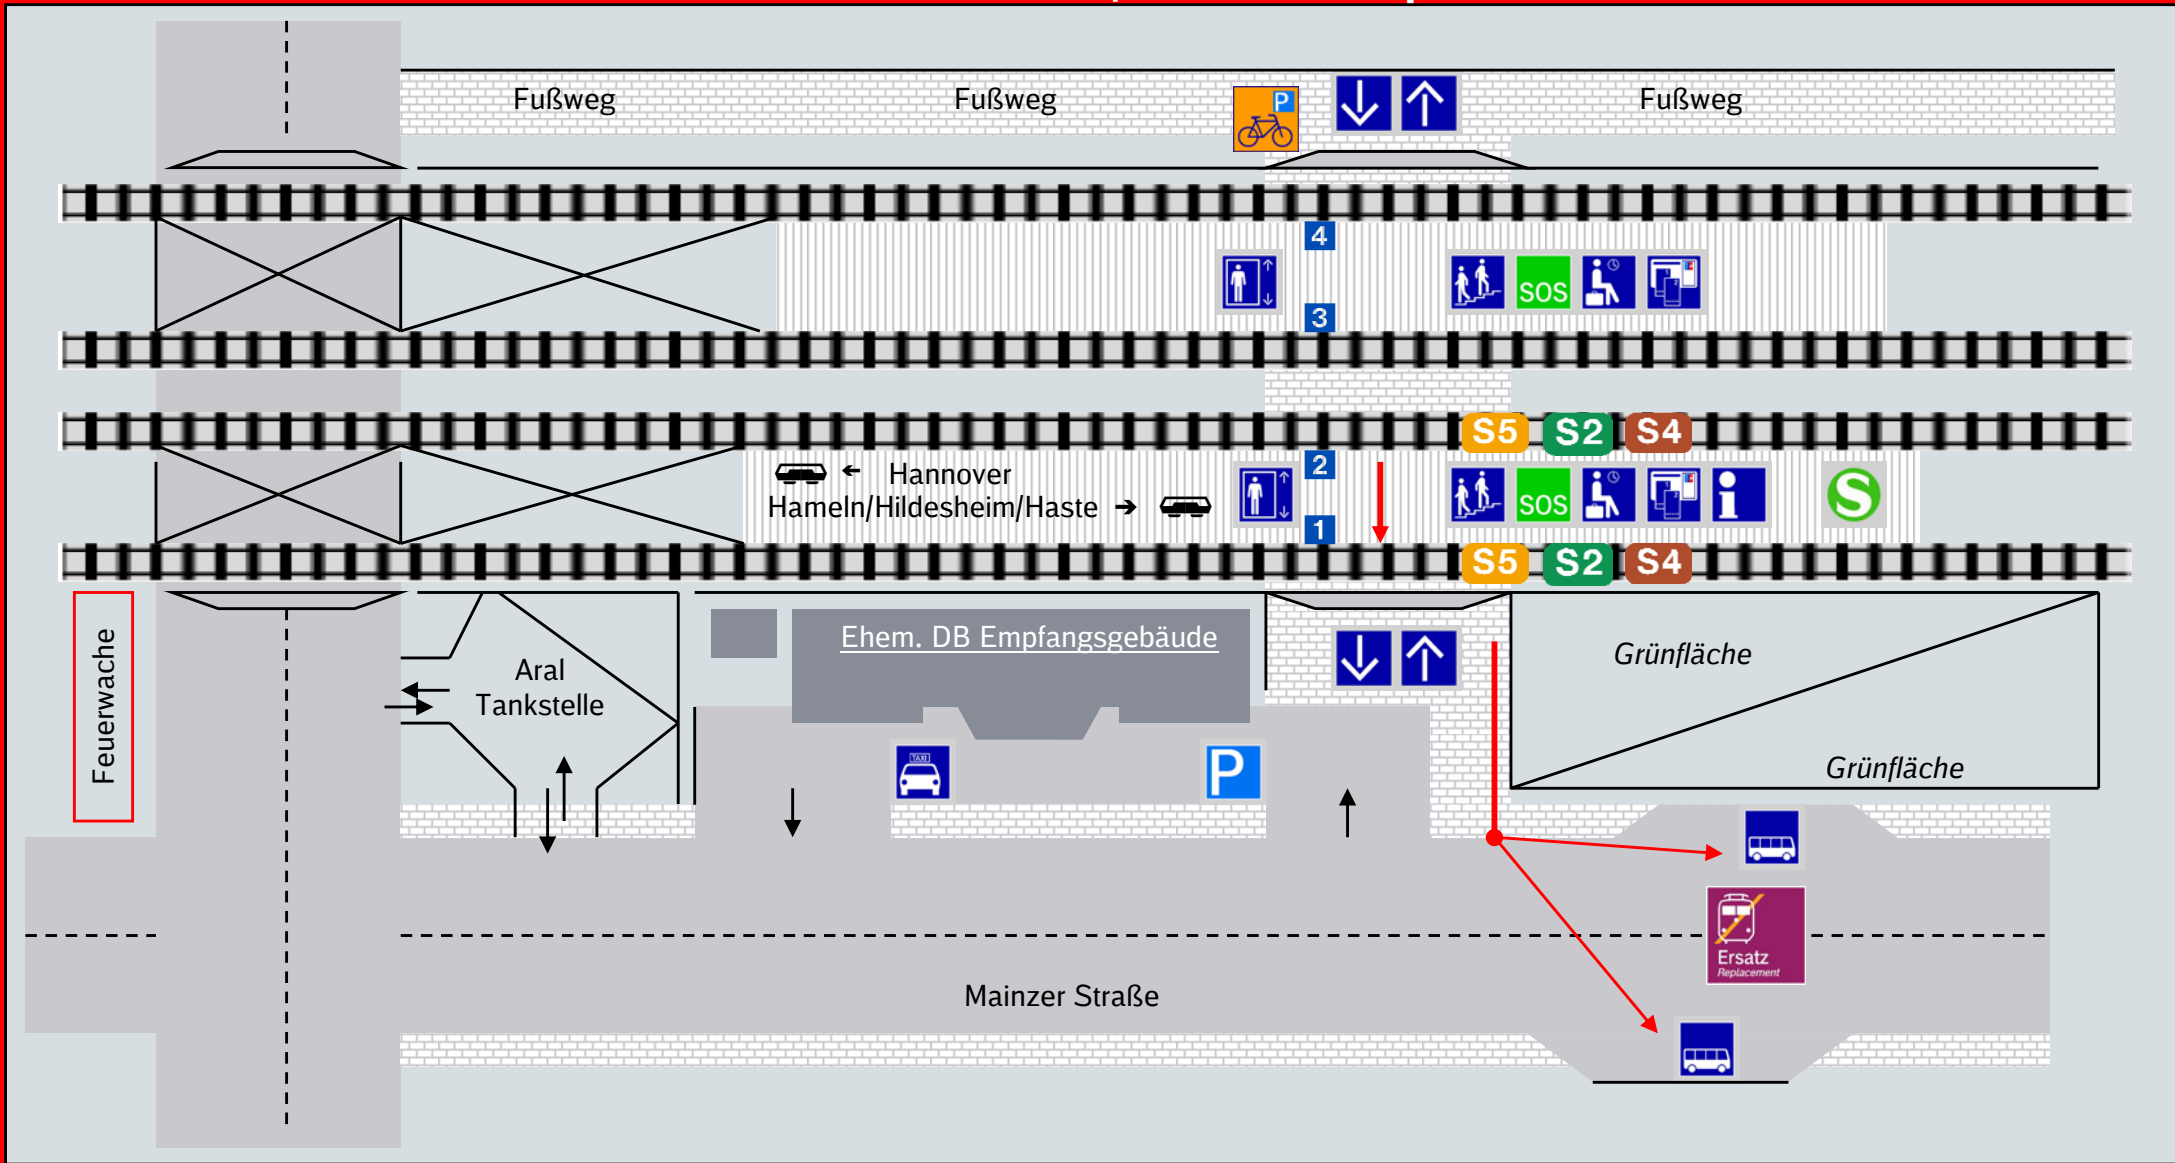 Fußweg
Fußweg
P
Fußweg
4
SOS
3
S5 S2 S4
← Hannover
2
Hameln/Hildesheim/Haste →
SOS
i
S
1
S5 S2 S4
Feuerwache
Ehem. DB Empfangsgebäude
Grünfläche
Aral
Tankstelle
TAXI
P
Grünfläche
Ersatz
Replacement
Mainzer Straße